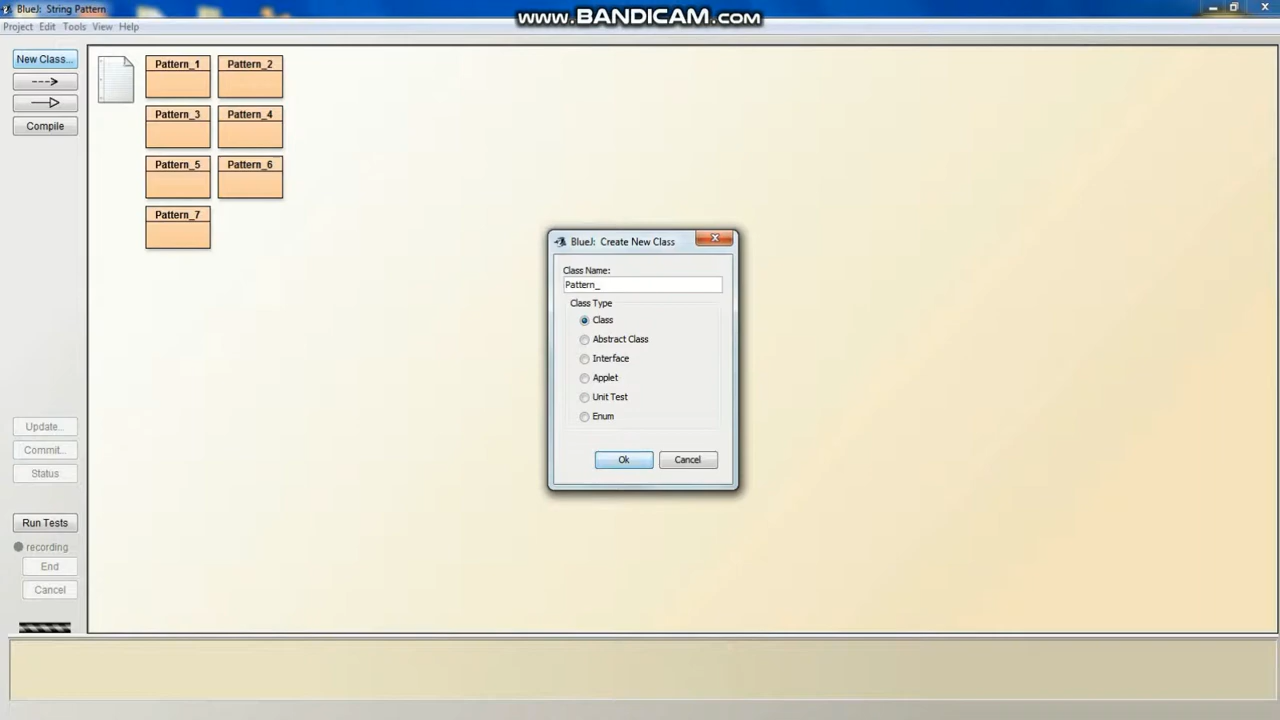 BlueJ: String Pattern
www.BANDICAM.com
Project Edit Tools View Help
New Class...
Compile
Pattern_1 Pattern_2
Pattern_3 Pattern_4
Pattern_5 Pattern_6
Pattern_7
BlueJ: Create New Class
Class Name:
Pattern_
Class Type
Class
Abstract Class
Interface
Applet
Unit Test
Enum
Ok Cancel
Update...
Commit...
Status
Run Tests
recording
End
Cancel